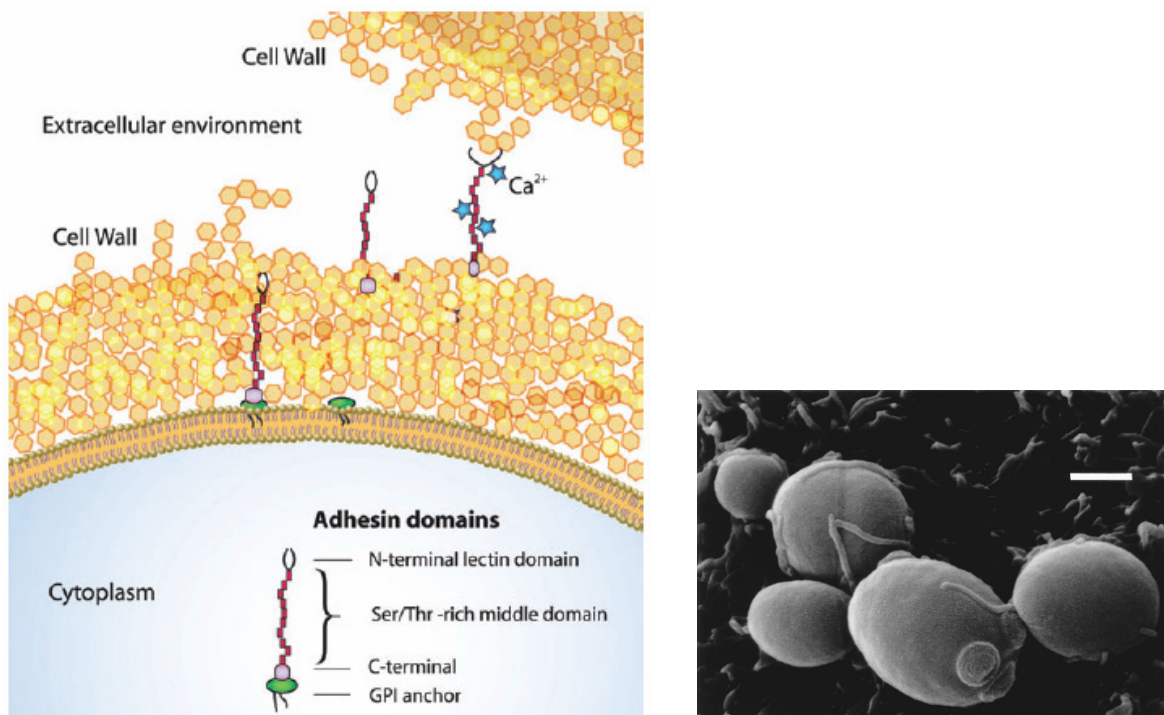 Cell Wall
Extracellular environment
Ca²⁺
Cell Wall
Adhesin domains
N-terminal lectin domain
Cytoplasm
Ser/Thr -rich middle domain
C-terminal
GPI anchor